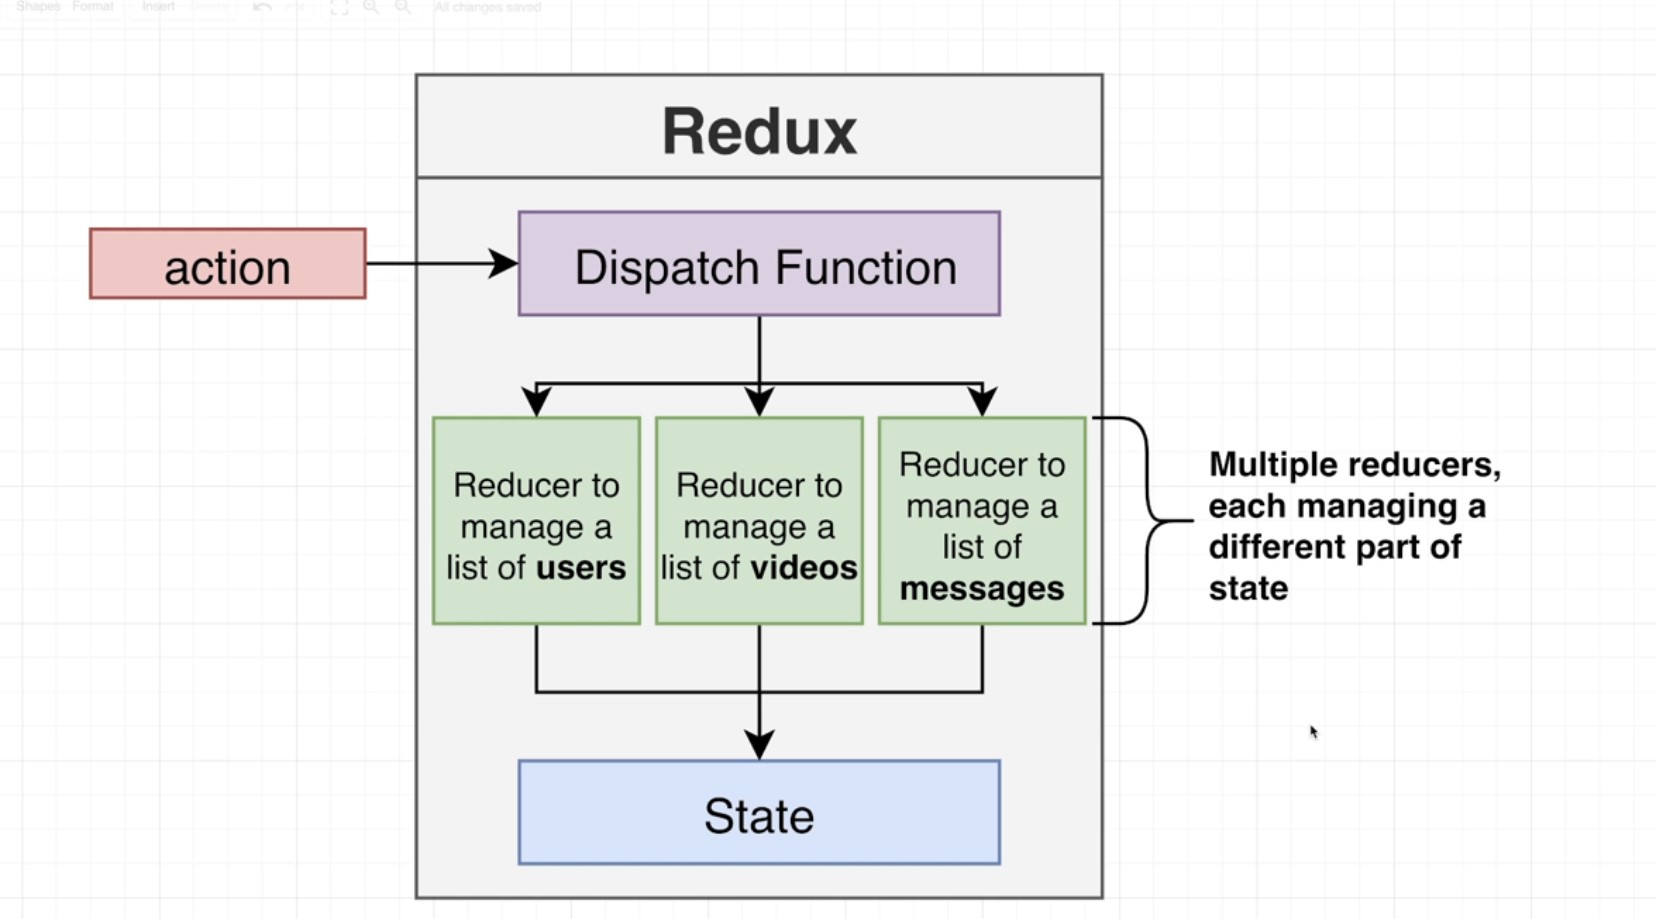 Shapes Format Insert Delete All changes saved
Redux
action
Dispatch Function
Reducer to
manage a
list of users
Reducer to
manage a
list of videos
Reducer to
manage a
list of
messages
Multiple reducers,
each managing a
different part of
state
State